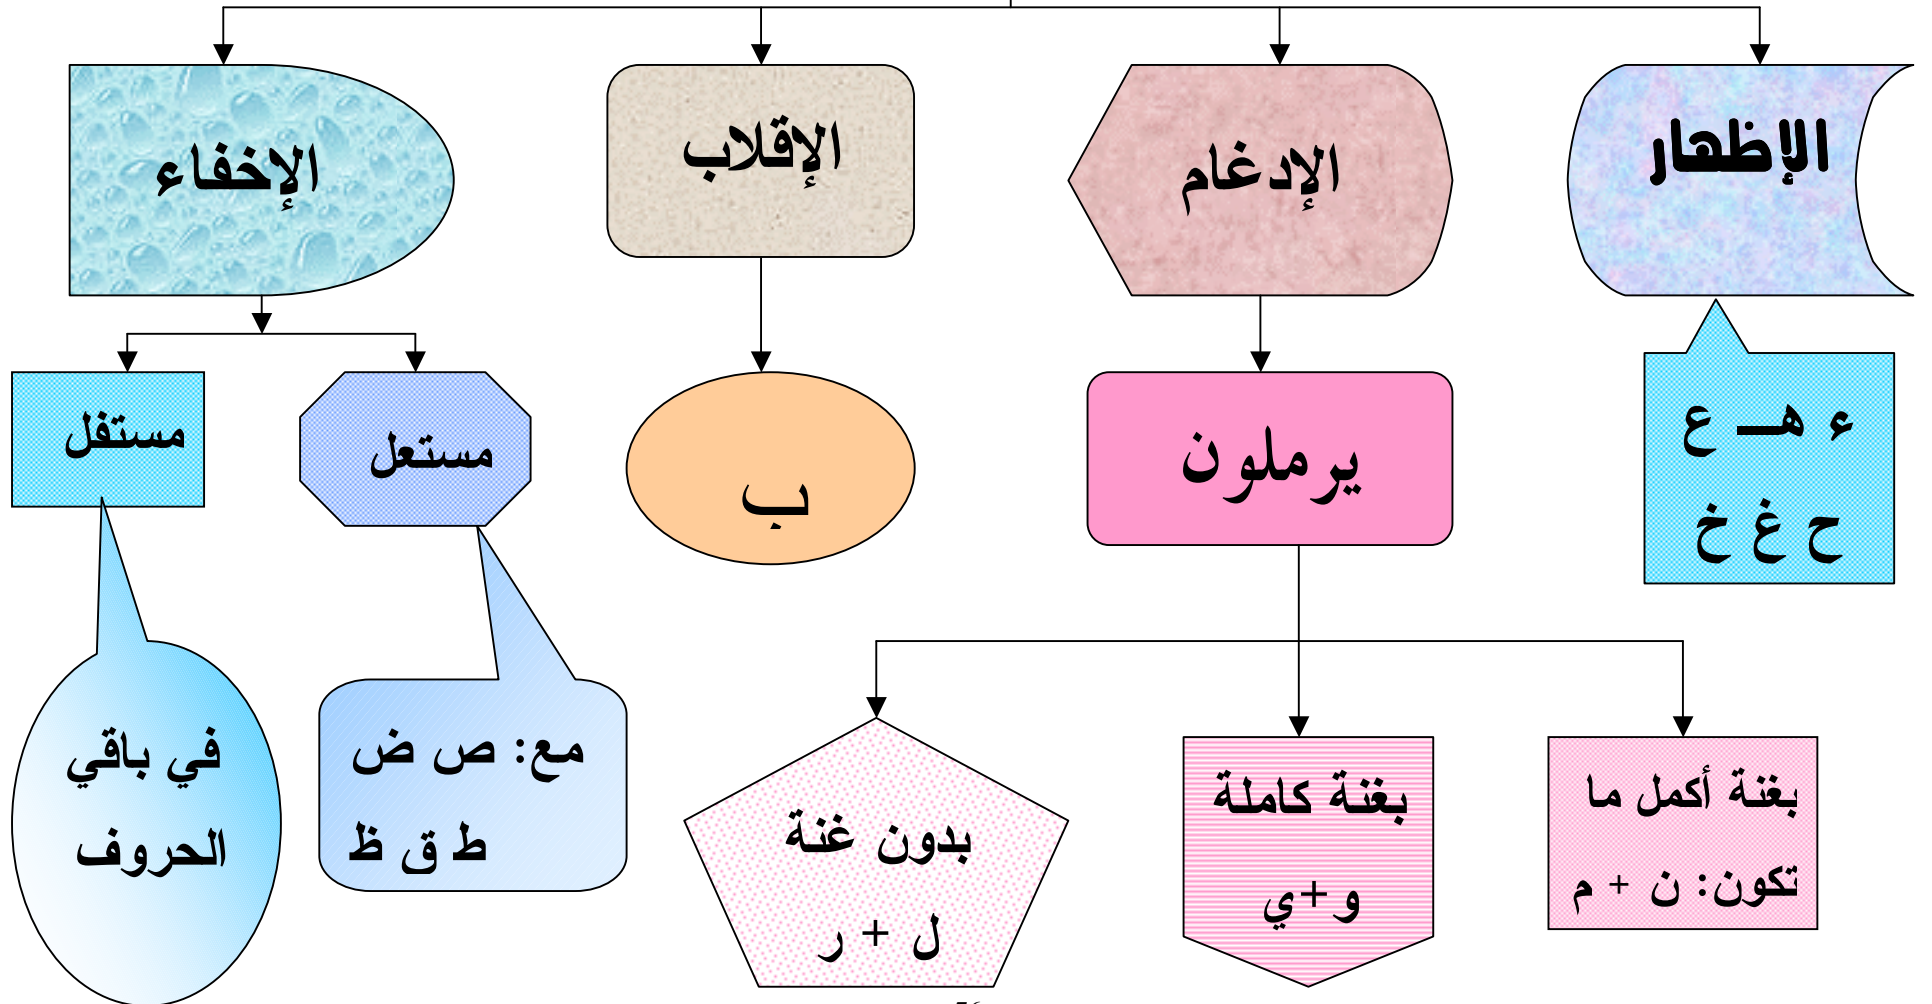 الإظهار
الإدغام
الإقلاب
الإخفاء
ء هـ ع
ح غ خ
يرملون
ب
مستعل
مستفل
بغنة أكمل ما
تكون: ن + م
بغنة كاملة
و+ي
بدون غنة
ل + ر
مع: ص ض
ط ق ظ
في باقي
الحروف